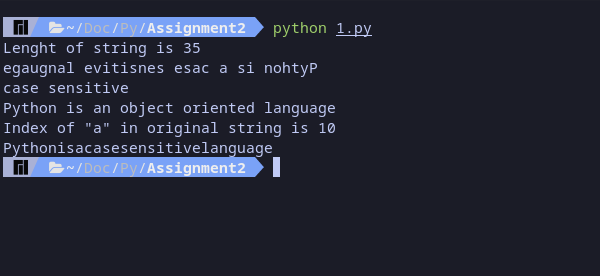 ~/Doc/Py/Assignment2 python 1.py
Lenght of string is 35
egaugnal evitisnes esac a si nohtyP
case sensitive
Python is an object oriented language
Index of "a" in original string is 10
Pythonisacasesensitivelanguage
~/Doc/Py/Assignment2